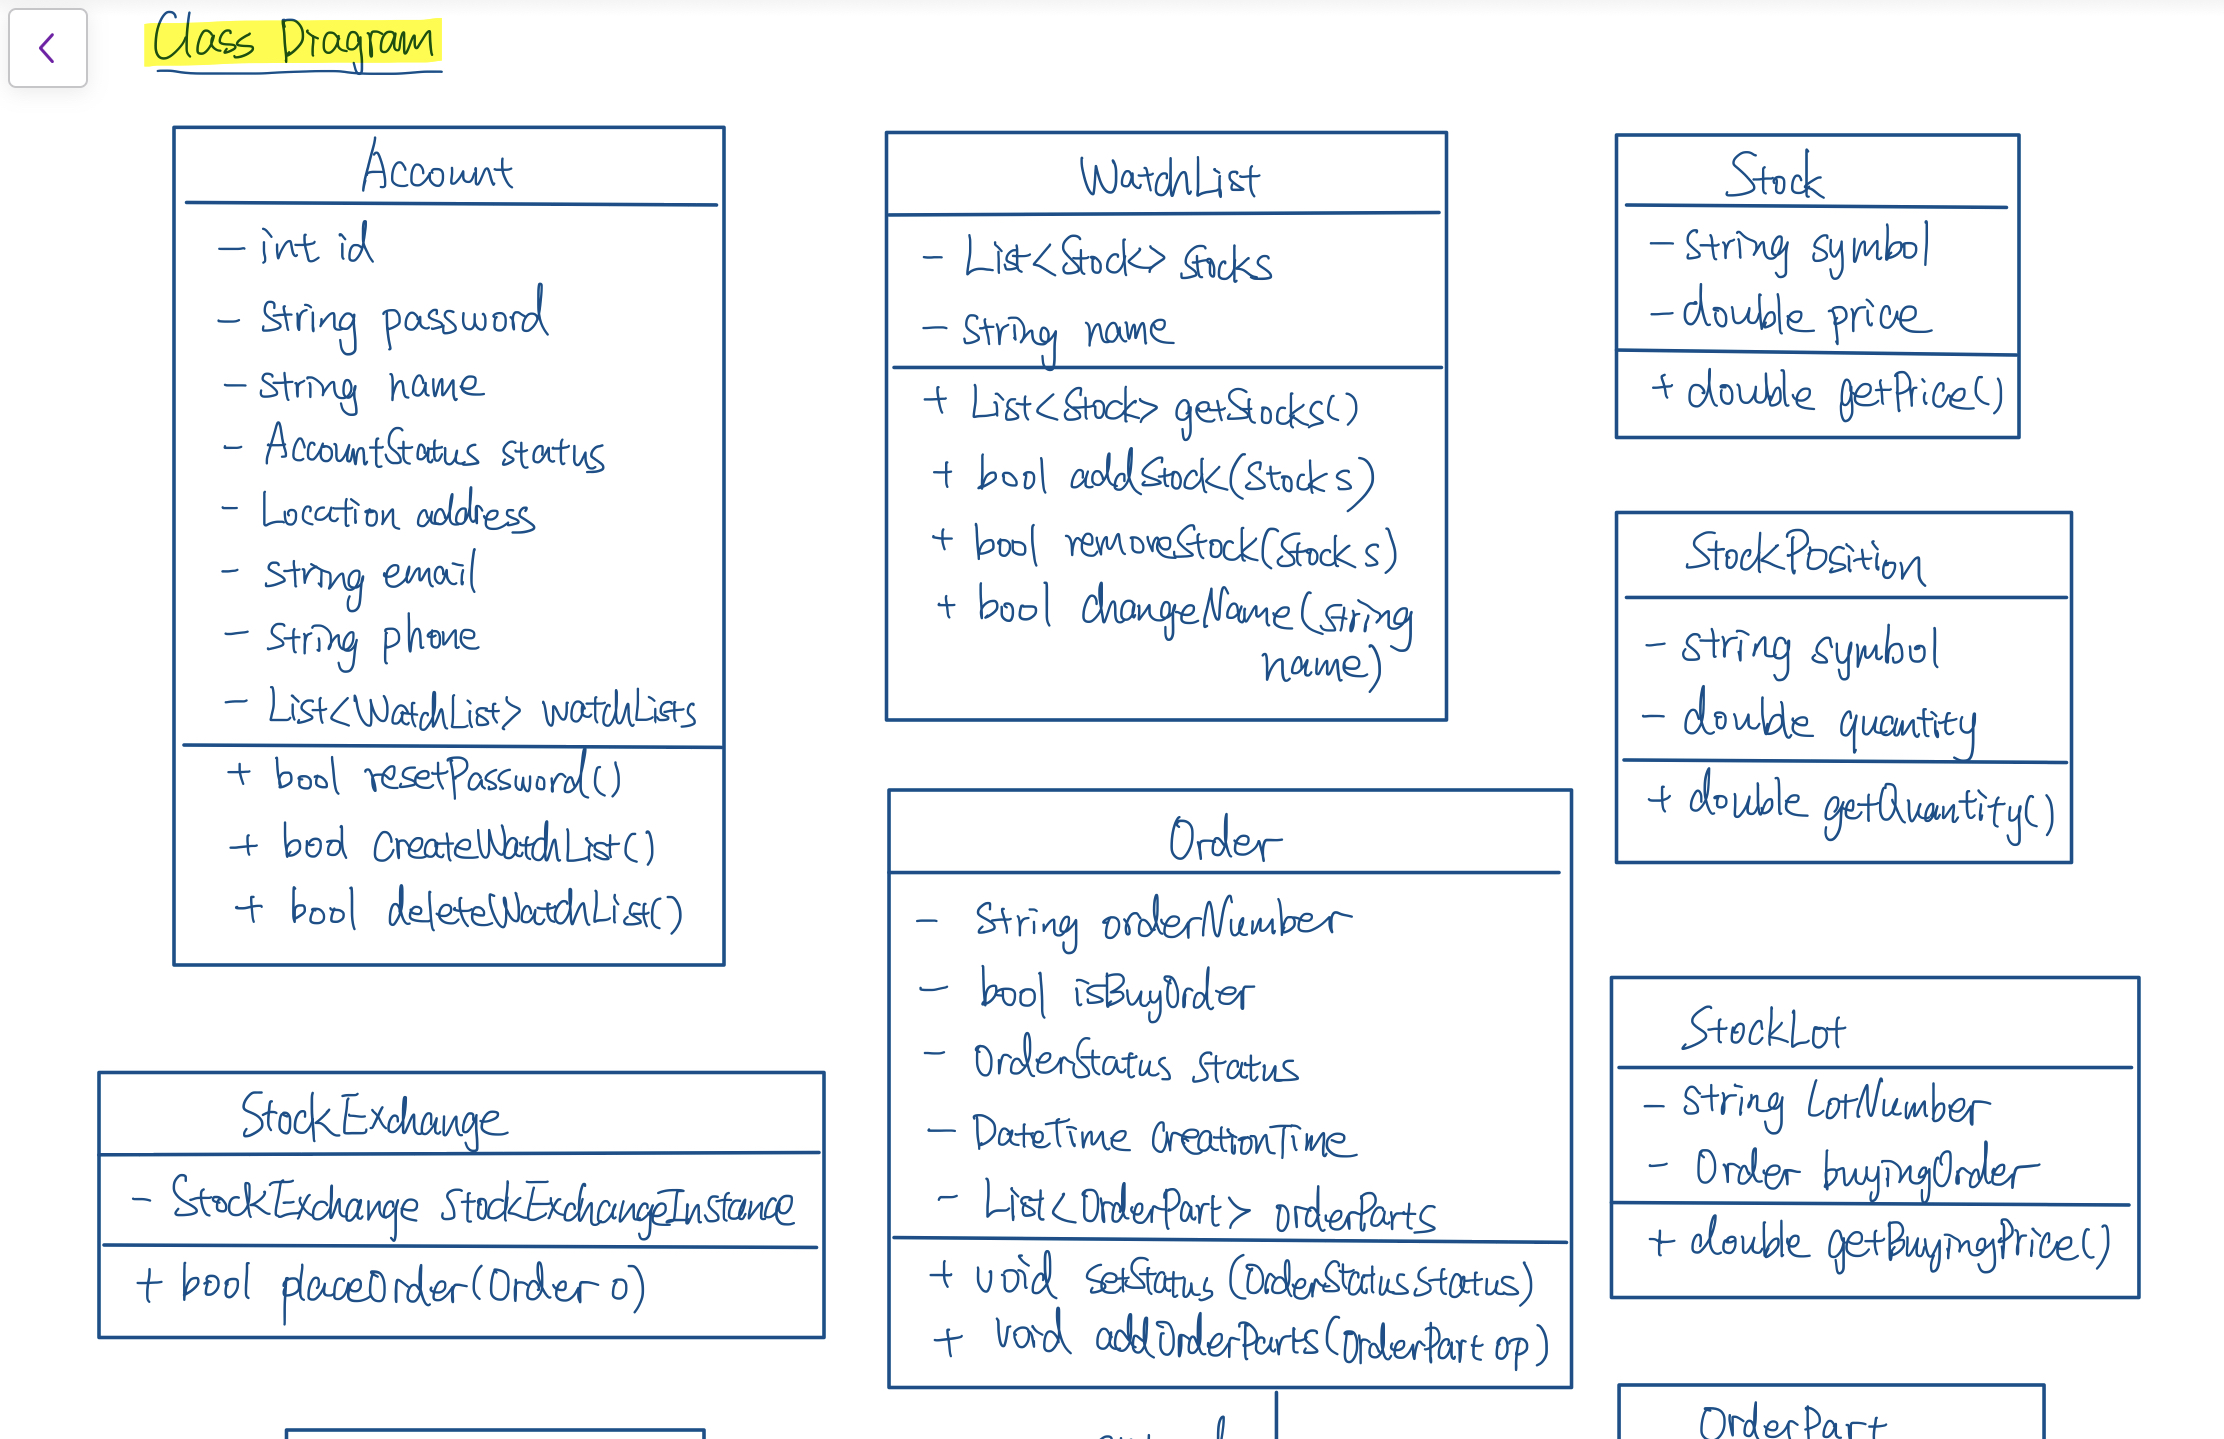 Class Diagram
Account
- int id
- string password
- string name
- AccountStatus status
- Location address
- string email
- string phone
- List<WatchList> watchLists
+ bool resetPassword()
+ bool createWatchList()
+ bool deleteWatchList()
WatchList
- List<Stock> stocks
- string name
+ List<Stock> getStocks()
+ bool addStock(Stock s)
+ bool removeStock(Stock s)
+ bool changeName(string
name)
Stock
- string symbol
- double price
+ double getPrice()
StockPosition
- string symbol
- double quantity
+ double getQuantity()
Order
- string orderNumber
- bool isBuyOrder
- OrderStatus status
- DateTime creationTime
- List<OrderPart> orderParts
+ void setStatus (OrderStatus status)
+ void addOrderParts(OrderPart op)
StockLot
- string LotNumber
- Order buyingOrder
+ double getBuyingPrice()
StockExchange
- StockExchange stockExchangeInstance
+ bool placeOrder(Order o)
OrderPart